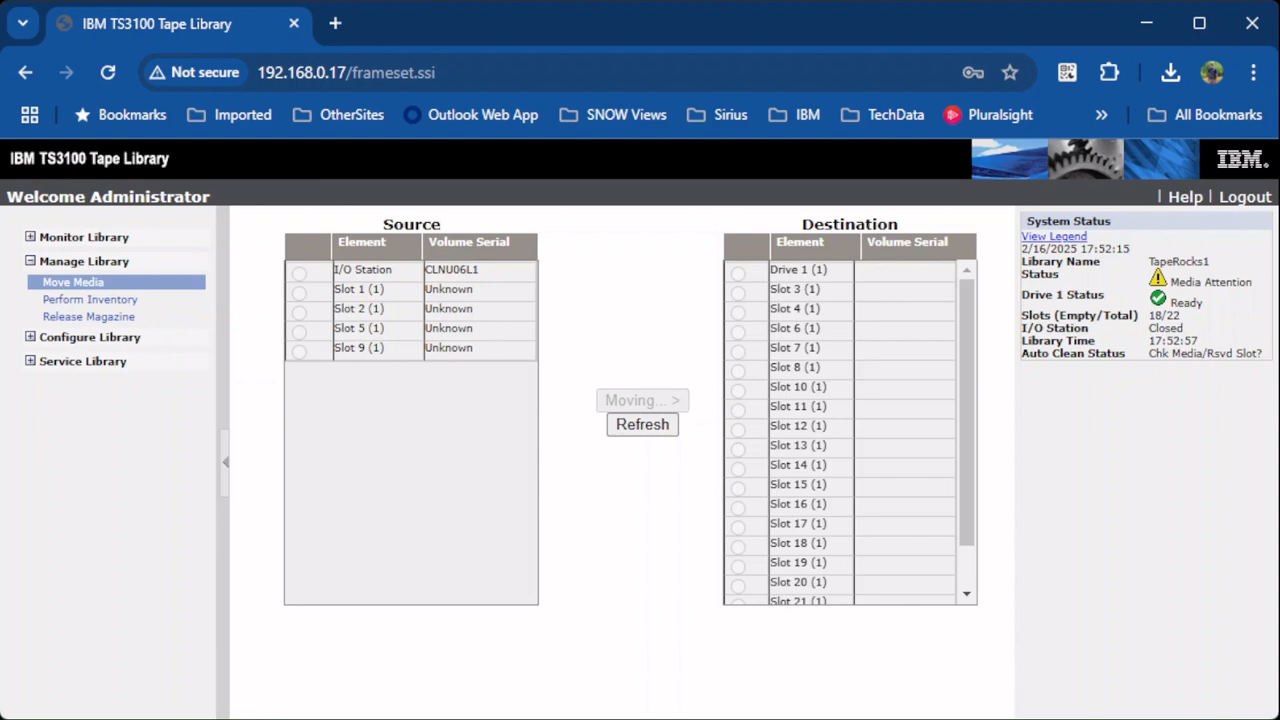 IBM TS3100 Tape Library
Not secure 192.168.0.17/frameset.ssi
Bookmarks Imported OtherSites Outlook Web App SNOW Views Sirius IBM TechData Pluralsight » All Bookmarks
IBM TS3100 Tape Library
IBM.
Welcome Administrator
| Help | Logout
Monitor Library
Manage Library
Move Media
Perform Inventory
Release Magazine
Configure Library
Service Library
Source
Element Volume Serial
I/O Station CLNU06L1
Slot 1 (1) Unknown
Slot 2 (1) Unknown
Slot 5 (1) Unknown
Slot 9 (1) Unknown
Moving... >
Refresh
Destination
Element Volume Serial
Drive 1 (1)
Slot 3 (1)
Slot 4 (1)
Slot 6 (1)
Slot 7 (1)
Slot 8 (1)
Slot 10 (1)
Slot 11 (1)
Slot 12 (1)
Slot 13 (1)
Slot 14 (1)
Slot 15 (1)
Slot 16 (1)
Slot 17 (1)
Slot 18 (1)
Slot 19 (1)
Slot 20 (1)
Slot 21 (1)
System Status
View Legend
2/16/2025 17:52:15
Library Name TapeRocks1
Status Media Attention
Drive 1 Status Ready
Slots (Empty/Total) 18/22
I/O Station Closed
Library Time 17:52:57
Auto Clean Status Chk Media/Rsvd Slot?